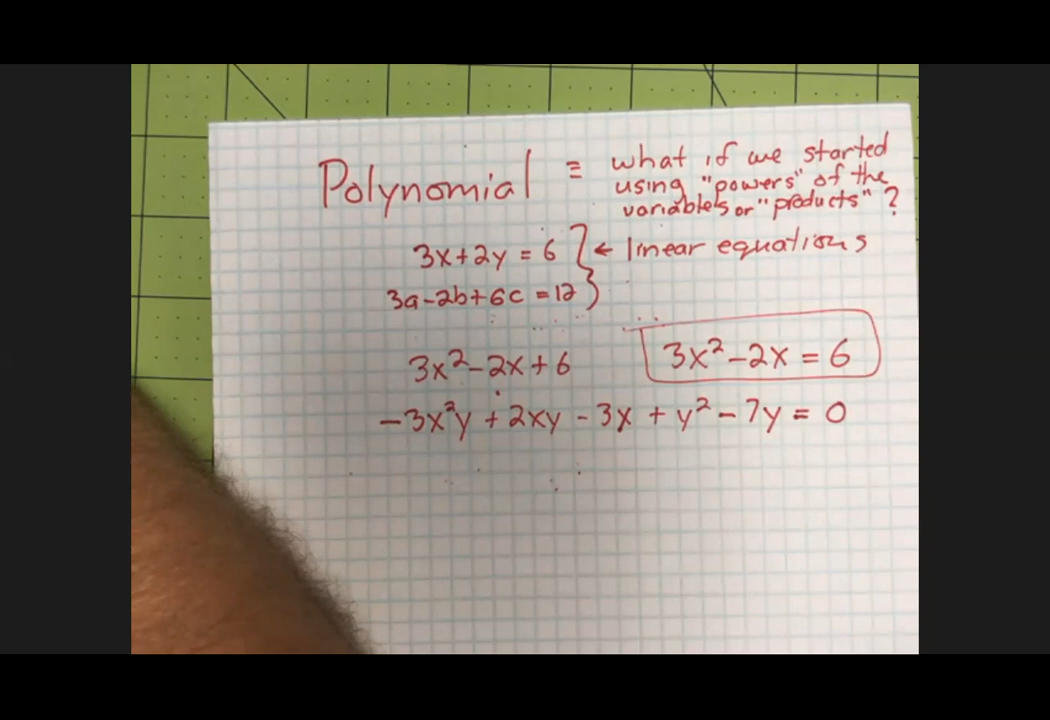 Polynomial ≡ what if we started
using "powers" of the
variables or "products" ?
3x+2y = 6 } ← linear equations
3a-2b+6c = 12 }
3x²-2x+6 3x²-2x = 6
-3x²y + 2xy - 3x + y² - 7y = 0